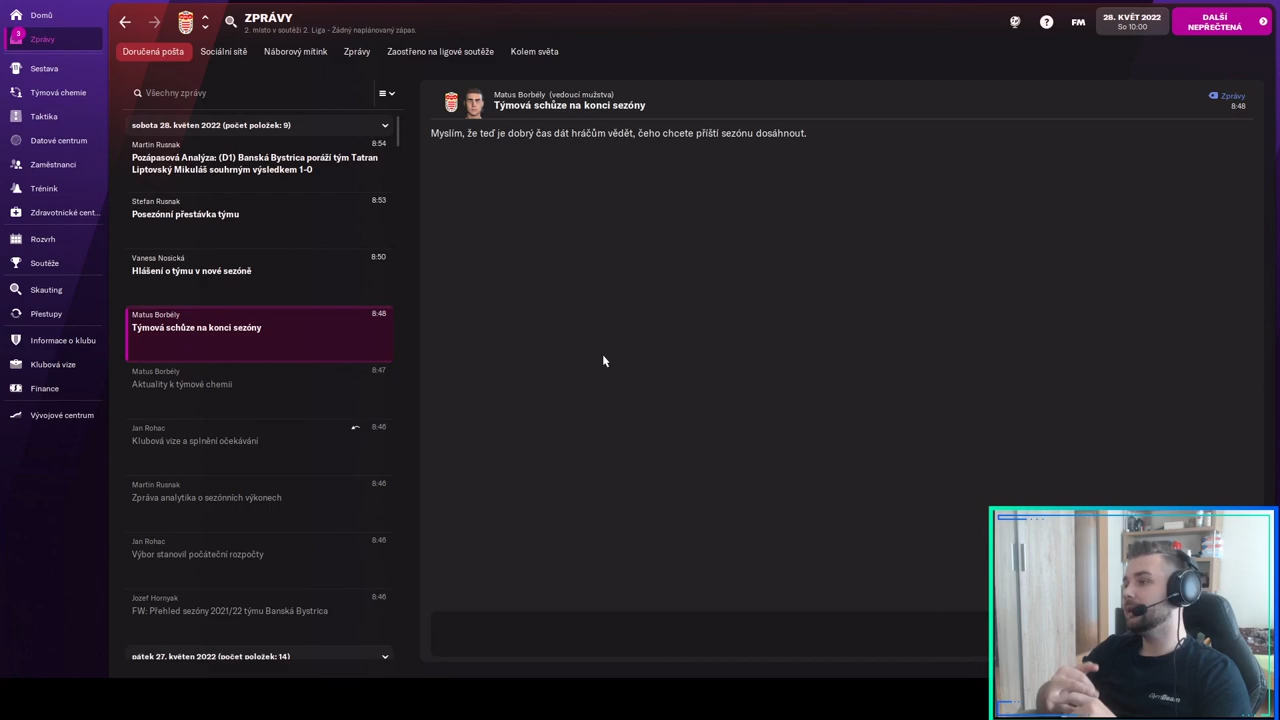 Domů
3
Zprávy
Sestava
Týmová chemie
Taktika
Datové centrum
Zaměstnanci
Trénink
Zdravotnické cent...
Rozvrh
Soutěže
Skauting
Přestupy
Informace o klubu
Klubová vize
Finance
Vývojové centrum
ZPRÁVY
2. místo v soutěži 2. Liga - Žádný naplánovaný zápas.
FM
28. KVĚT 2022
So 10:00
DALŠÍ
NEPŘEČTENÁ
Doručená pošta
Sociální sítě
Náborový mítink
Zprávy
Zaostřeno na ligové soutěže
Kolem světa
Všechny zprávy
sobota 28. květen 2022 (počet položek: 9)
Martin Rusnak 8:54
Pozápasová Analýza: (D1) Banská Bystrica poráží tým Tatran
Liptovský Mikuláš souhrným výsledkem 1-0
Stefan Rusnak 8:53
Posezónní přestávka týmu
Vanesa Nosická 8:50
Hlášení o týmu v nové sezóně
Matus Borbély 8:48
Týmová schůze na konci sezóny
Matus Borbély 8:47
Aktuality k týmové chemii
Jan Rohac 8:46
Klubová vize a splnění očekávání
Martin Rusnak 8:46
Zpráva analytika o sezónních výkonech
Jan Rohac 8:46
Výbor stanovil počáteční rozpočty
Jozef Hornyak 8:46
FW: Přehled sezóny 2021/22 týmu Banská Bystrica
pátek 27. květen 2022 (počet položek: 14)
Matus Borbély (vedoucí mužstva)
Týmová schůze na konci sezóny
Zprávy
8:48
Myslím, že teď je dobrý čas dát hráčům vědět, čeho chcete příští sezónu dosáhnout.